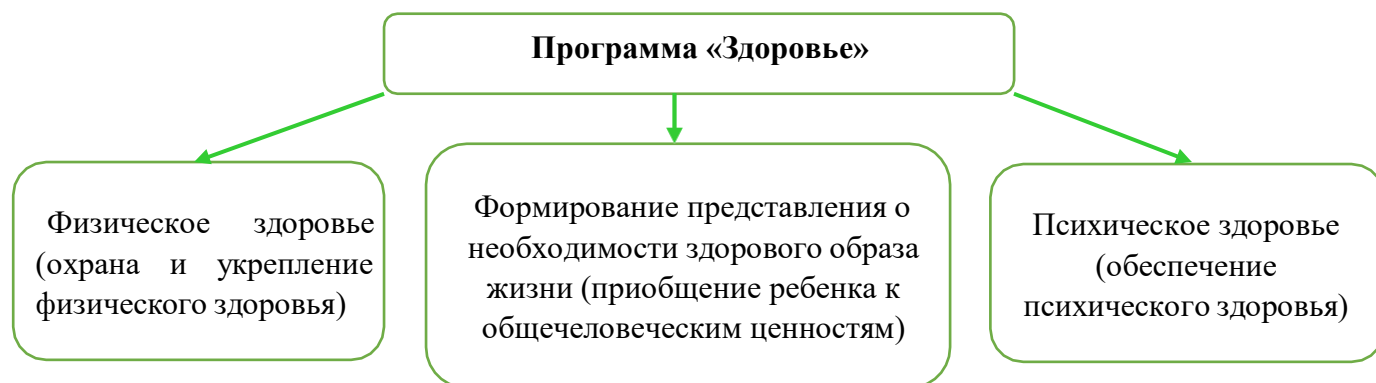 Программа «Здоровье»
Физическое здоровье
(охрана и укрепление
физического здоровья)
Формирование представления о
необходимости здорового образа
жизни (приобщение ребенка к
общечеловеческим ценностям)
Психическое здоровье
(обеспечение
психического здоровья)